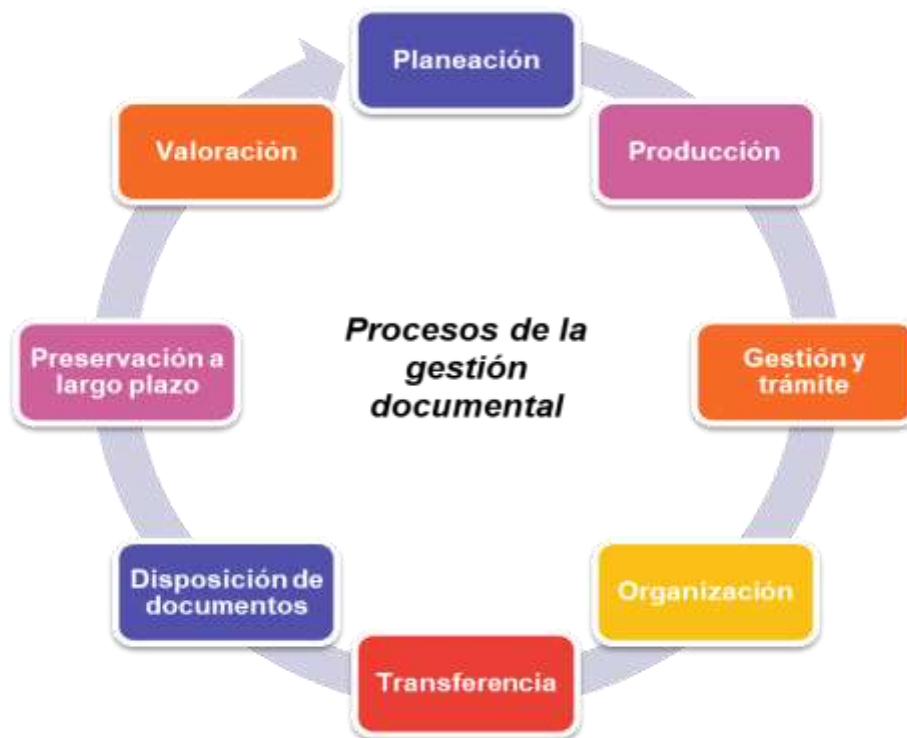 Planeación
Producción
Gestión y
trámite
Organización
Transferencia
Disposición de
documentos
Preservación a
largo plazo
Valoración
Procesos de la
gestión
documental